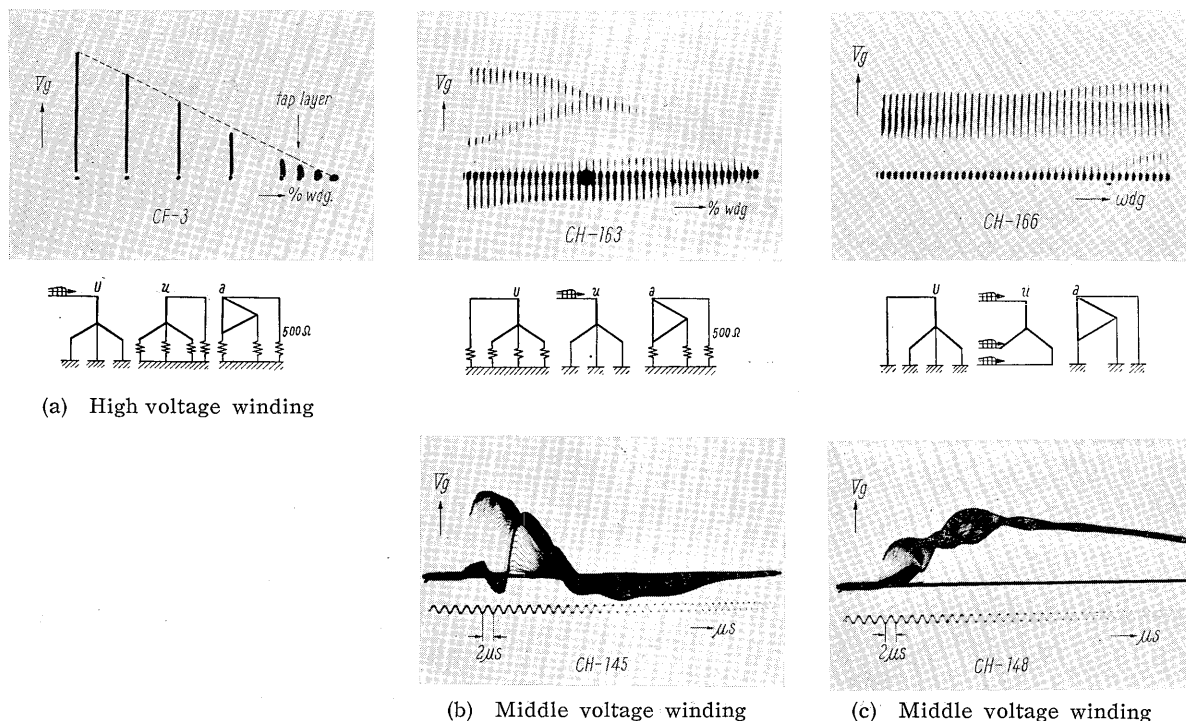 Vg
tap layer
% wdg.
CF-3
Vg
% wdg
CH-163
Vg
wdg
CH-166
U u a
500Ω
U u a
500Ω
U u a
(a) High voltage winding
Vg
μs
2μs
CH-145
Vg
μs
2μs
CH-148
(b) Middle voltage winding
(c) Middle voltage winding